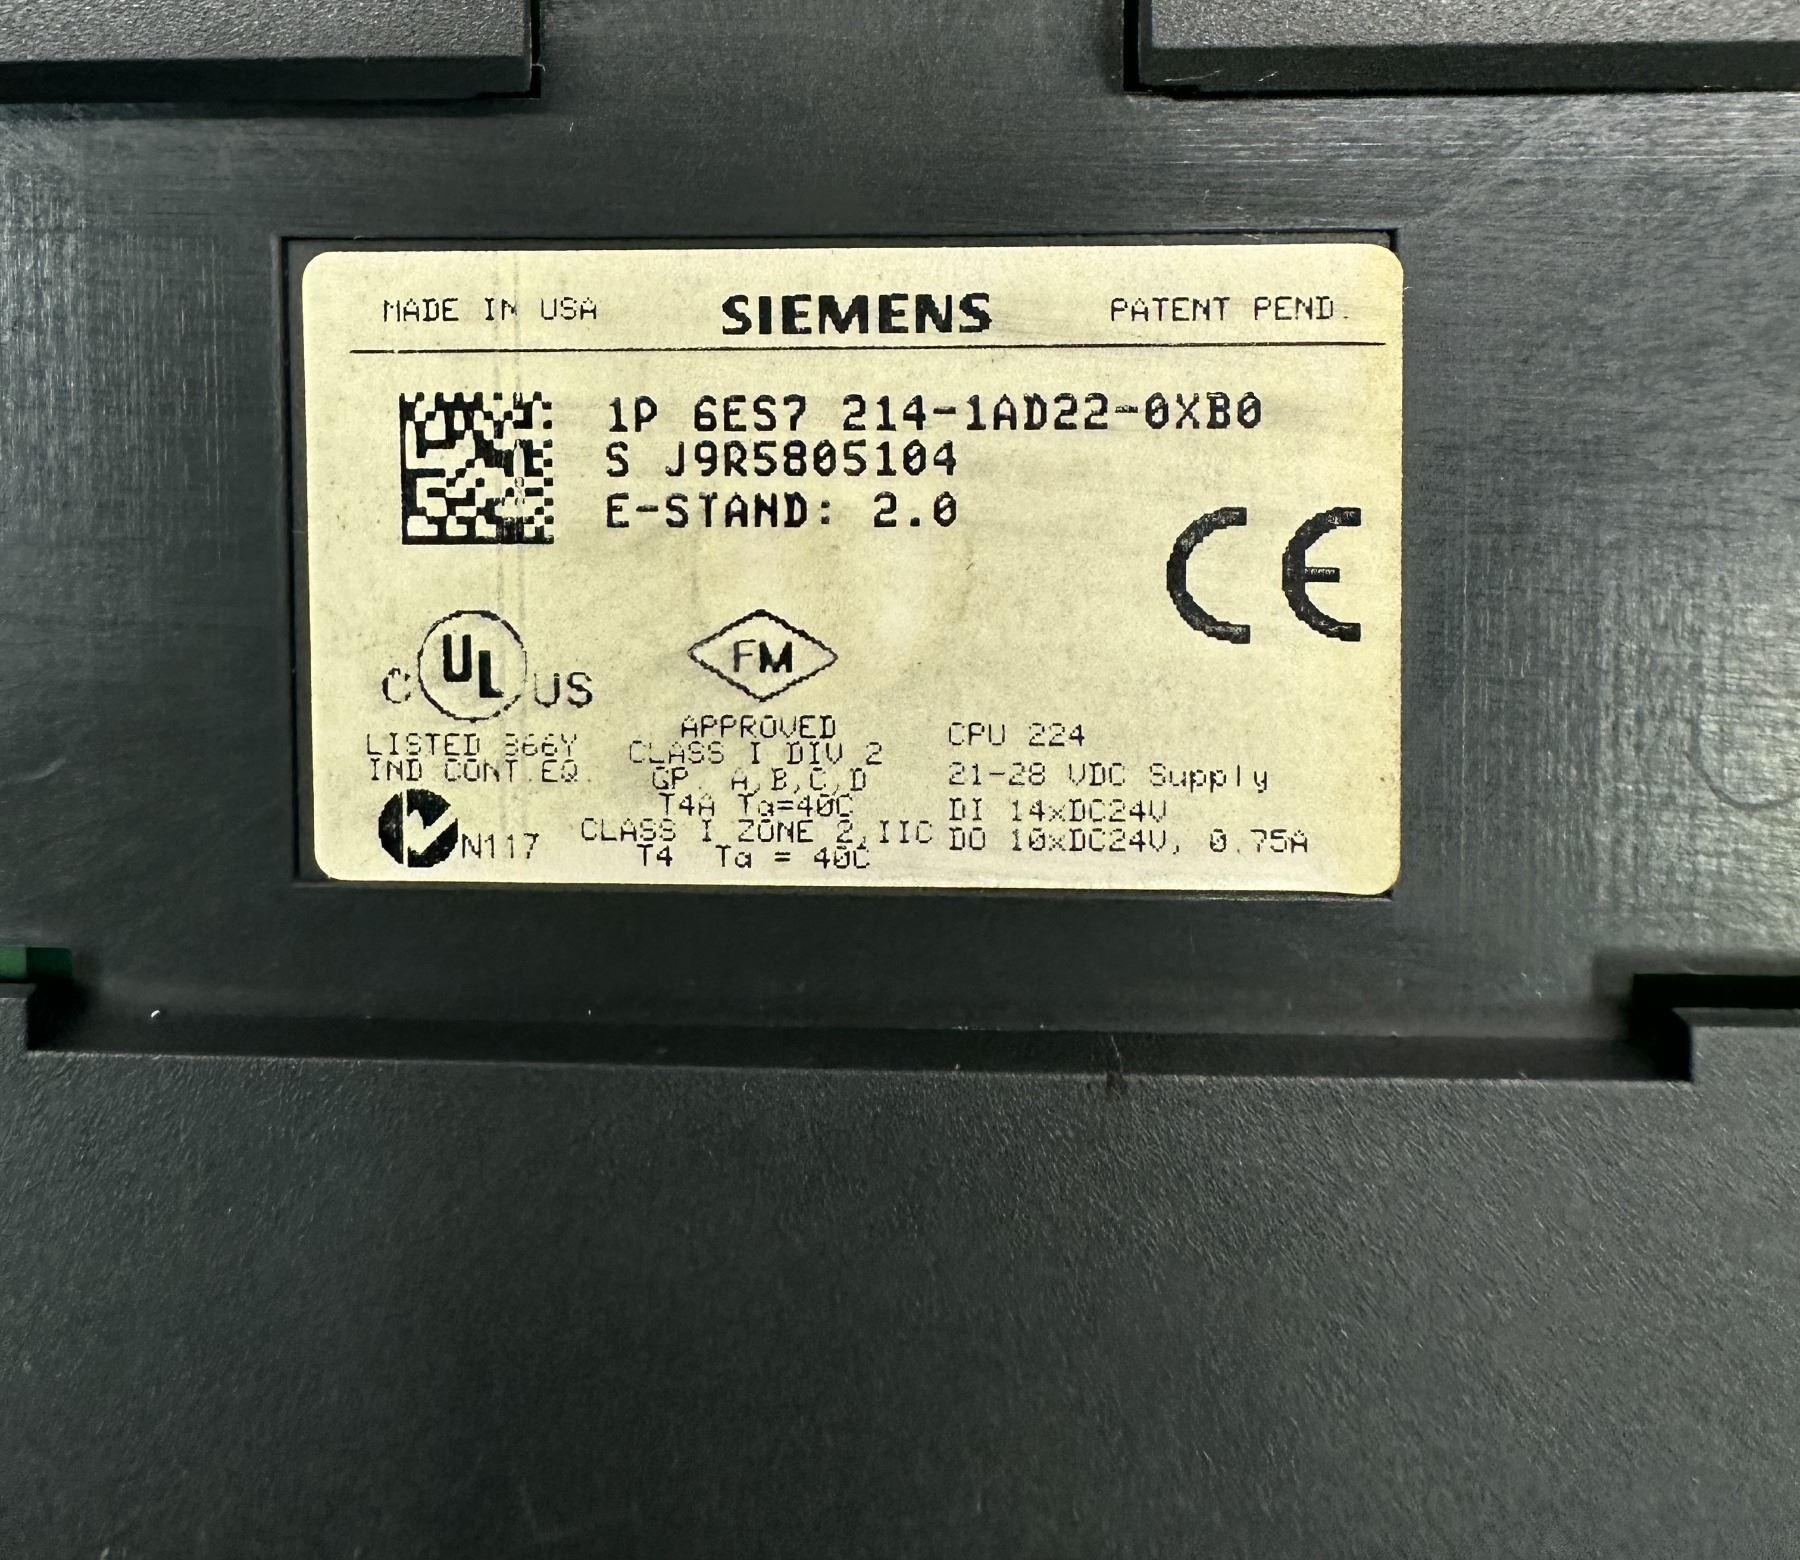 MADE IN USA SIEMENS PATENT PEND.
1P 6ES7 214-1AD22-0XB0
S J9R5805104
E-STAND: 2.0
CE
C UL US
FM
LISTED 966Y
IND CONT.EQ.
N117
APPROVED
CLASS I DIV 2
GP. A,B,C,D
T4A Ta=40C
CLASS I ZONE 2,IIC
T4 Ta = 40C
CPU 224
21-28 VDC Supply
DI 14xDC24V
DO 10xDC24V, 0.75A